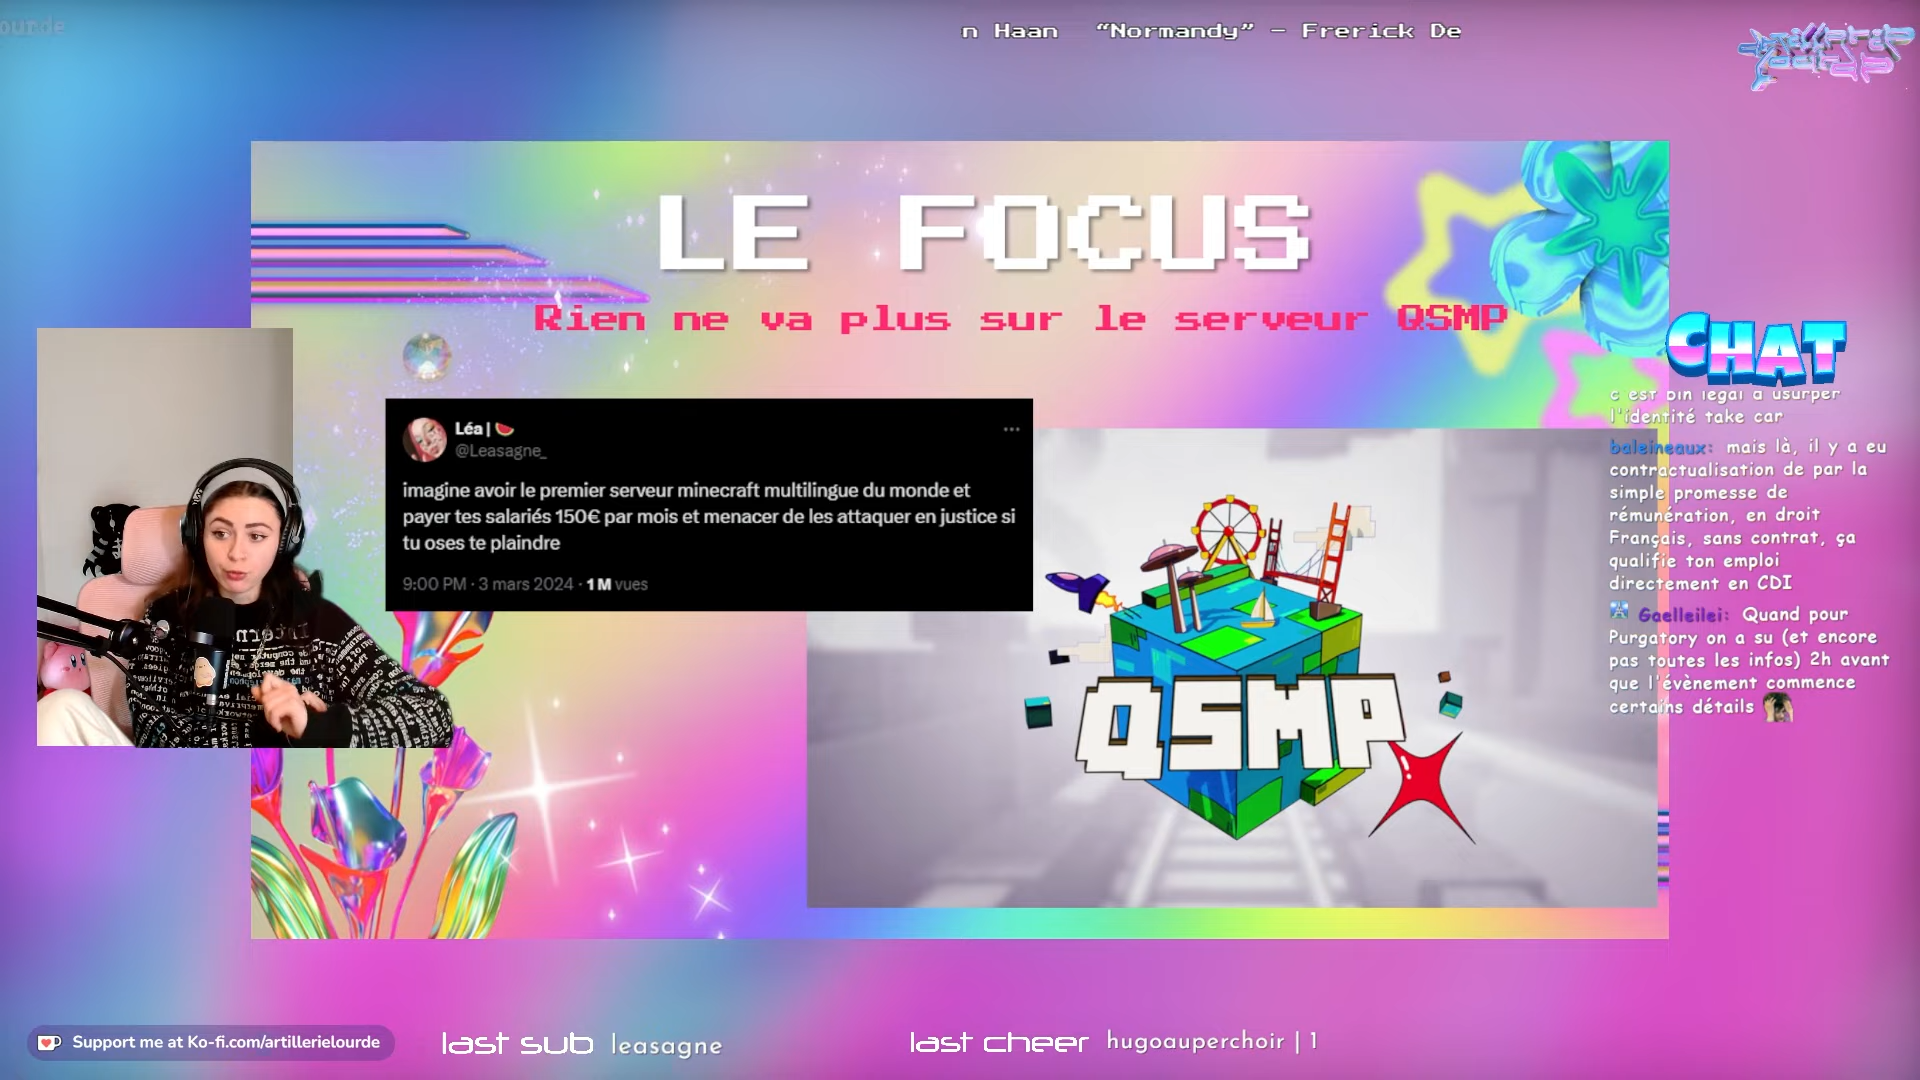 ourde
n Haan “Normandy” – Frerick De
LE FOCUS
Rien ne va plus sur le serveur QSMP
Léa | 🍉
@Leasagne_
imagine avoir le premier serveur minecraft multilingue du monde et
payer tes salariés 150€ par mois et menacer de les attaquer en justice si
tu oses te plaindre
9:00 PM · 3 mars 2024 · 1 M vues
QSMP
CHAT
c'est bin légal d'usurper
l'identité take car
baleineaux: mais là, il y a eu
contractualisation de par la
simple promesse de
rémunération, en droit
Français, sans contrat, ça
qualifie ton emploi
directement en CDI
Gaelleilei: Quand pour
Purgatory on a su (et encore
pas toutes les infos) 2h avant
que l'évènement commence
certains détails
Support me at Ko-fi.com/artillerielourde
last sub leasagne
last cheer hugoauperchoir | 1